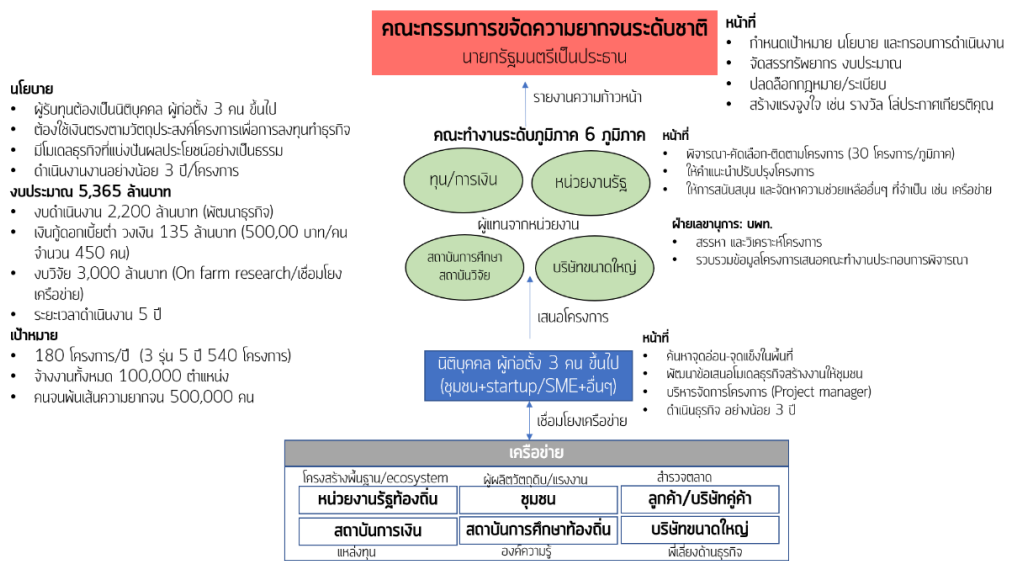 คณะกรรมการขจัดความยากจนระดับชาติ
นายกรัฐมนตรีเป็นประธาน
หน้าที่
• กำหนดเป้าหมาย นโยบาย และกรอบการดำเนินงาน
• จัดสรรทรัพยากร งบประมาณ
• ปลดล็อกกฎหมาย/ระเบียบ
• สร้างแรงจูงใจ เช่น รางวัล โล่ประกาศเกียรติคุณ
รายงานความก้าวหน้า
นโยบาย
• ผู้รับทุนต้องเป็นนิติบุคคล ผู้ก่อตั้ง 3 คน ขึ้นไป
• ต้องใช้เงินตรงตามวัตถุประสงค์โครงการเพื่อการลงทุนทำธุรกิจ
• มีโมเดลธุรกิจที่แบ่งปันผลประโยชน์อย่างเป็นธรรม
• ดำเนินงานงานอย่างน้อย 3 ปี/โครงการ
งบประมาณ 5,365 ล้านบาท
• งบดำเนินงาน 2,200 ล้านบาท (พัฒนาธุรกิจ)
• เงินกู้ดอกเบี้ยต่ำ วงเงิน 135 ล้านบาท (500,00 บาท/คน
จำนวน 450 คน)
• งบวิจัย 3,000 ล้านบาท (On farm research/เชื่อมโยง
เครือข่าย)
• ระยะเวลาดำเนินงาน 5 ปี
เป้าหมาย
• 180 โครงการ/ปี (3 รุ่น 5 ปี 540 โครงการ)
• จ้างงานทั้งหมด 100,000 ตำแหน่ง
• คนจนพ้นเส้นความยากจน 500,000 คน
คณะทำงานระดับภูมิภาค 6 ภูมิภาค
ทุน/การเงิน
หน่วยงานรัฐ
ผู้แทนจากหน่วยงาน
สถาบันการศึกษา
สถาบันวิจัย
บริษัทขนาดใหญ่
หน้าที่
• พิจารณา-คัดเลือก-ติดตามโครงการ (30 โครงการ/ภูมิภาค)
• ให้คำแนะนำปรับปรุงโครงการ
• ให้การสนับสนุน และจัดหาความช่วยเหลืออื่นๆ ที่จำเป็น เช่น เครือข่าย
ฝ่ายเลขานุการ: บพท.
• สรรหา และวิเคราะห์โครงการ
• รวบรวมข้อมูลโครงการเสนอคณะทำงานประกอบการพิจารณา
เสนอโครงการ
นิติบุคคล ผู้ก่อตั้ง 3 คน ขึ้นไป
(ชุมชน+startup/SME+อื่นๆ)
หน้าที่
• ค้นหาจุดอ่อน-จุดแข็งในพื้นที่
• พัฒนาข้อเสนอโมเดลธุรกิจสร้างงานให้ชุมชน
• บริหารจัดการโครงการ (Project manager)
• ดำเนินธุรกิจ อย่างน้อย 3 ปี
เชื่อมโยงเครือข่าย
เครือข่าย
โครงสร้างพื้นฐาน/ecosystem
ผู้ผลิตวัตถุดิบ/แรงงาน
สำรวจตลาด
หน่วยงานรัฐท้องถิ่น
ชุมชน
ลูกค้า/บริษัทคู่ค้า
สถาบันการเงิน
สถาบันการศึกษาท้องถิ่น
บริษัทขนาดใหญ่
แหล่งทุน
องค์ความรู้
พี่เลี้ยงด้านธุรกิจ